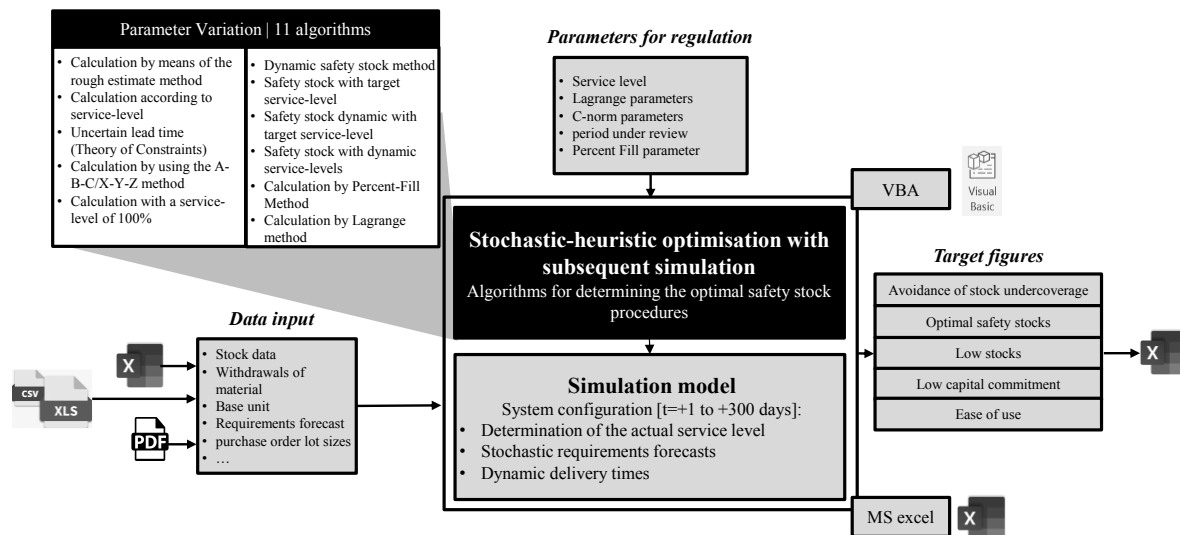 Parameter Variation | 11 algorithms
• Calculation by means of the
rough estimate method
• Calculation according to
service-level
• Uncertain lead time
(Theory of Constraints)
• Calculation by using the A-
B-C/X-Y-Z method
• Calculation with a service-
level of 100%
• Dynamic safety stock method
• Safety stock with target
service-level
• Safety stock dynamic with
target service-level
• Safety stock with dynamic
service-levels
• Calculation by Percent-Fill
Method
• Calculation by Lagrange
method
Parameters for regulation
• Service level
• Lagrange parameters
• C-norm parameters
• period under review
• Percent Fill parameter
VBA
Visual
Basic
Stochastic-heuristic optimisation with
subsequent simulation
Algorithms for determining the optimal safety stock
procedures
Data input
X
csv
XLS
PDF
• Stock data
• Withdrawals of
material
• Base unit
• Requirements forecast
• purchase order lot sizes
• …
Simulation model
System configuration [t=+1 to +300 days]:
• Determination of the actual service level
• Stochastic requirements forecasts
• Dynamic delivery times
Target figures
Avoidance of stock undercoverage
Optimal safety stocks
Low stocks
Low capital commitment
Ease of use
X
MS excel
X